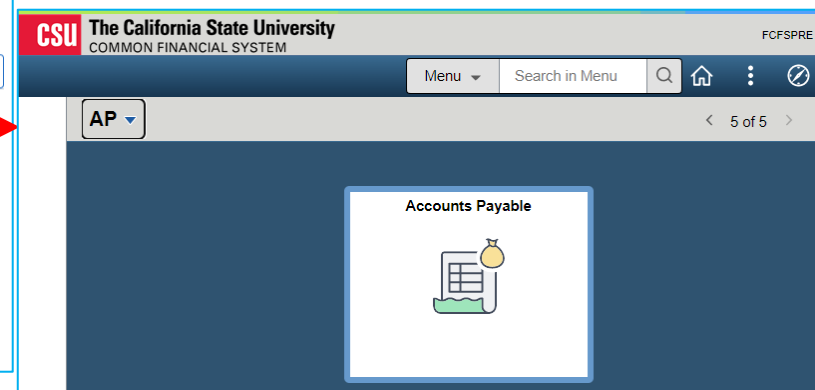 CSU The California State University
COMMON FINANCIAL SYSTEM
FCFSPRE
Menu Search in Menu
AP 5 of 5
Accounts Payable